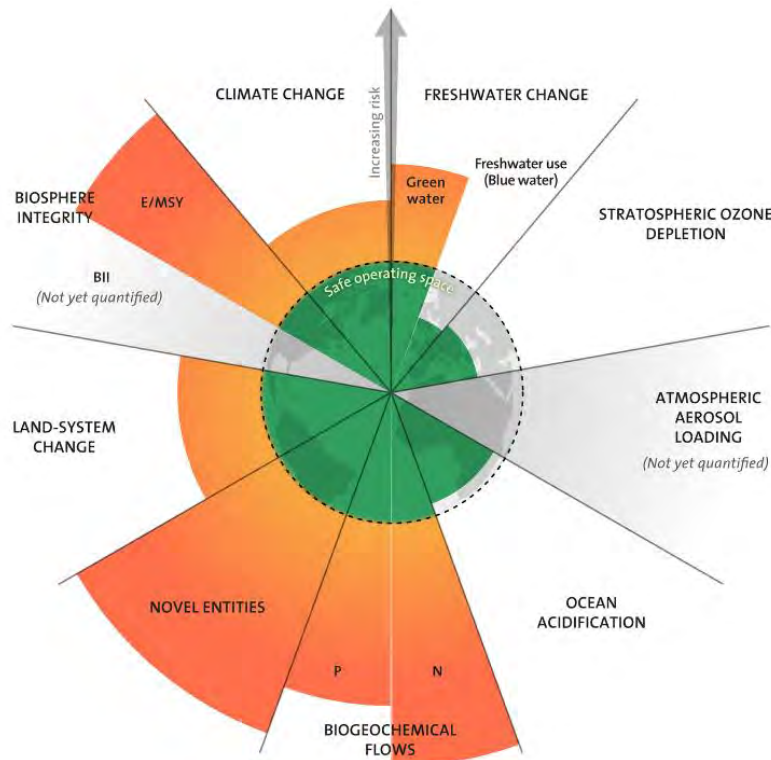 CLIMATE CHANGE
FRESHWATER CHANGE
Increasing risk
Freshwater use
(Blue water)
Green
water
STRATOSPHERIC OZONE
DEPLETION
BIOSPHERE
INTEGRITY
E/MSY
BII
(Not yet quantified)
Safe operating space
ATMOSPHERIC
AEROSOL
LOADING
(Not yet quantified)
LAND-SYSTEM
CHANGE
NOVEL ENTITIES
OCEAN
ACIDIFICATION
P
N
BIOGEOCHEMICAL
FLOWS